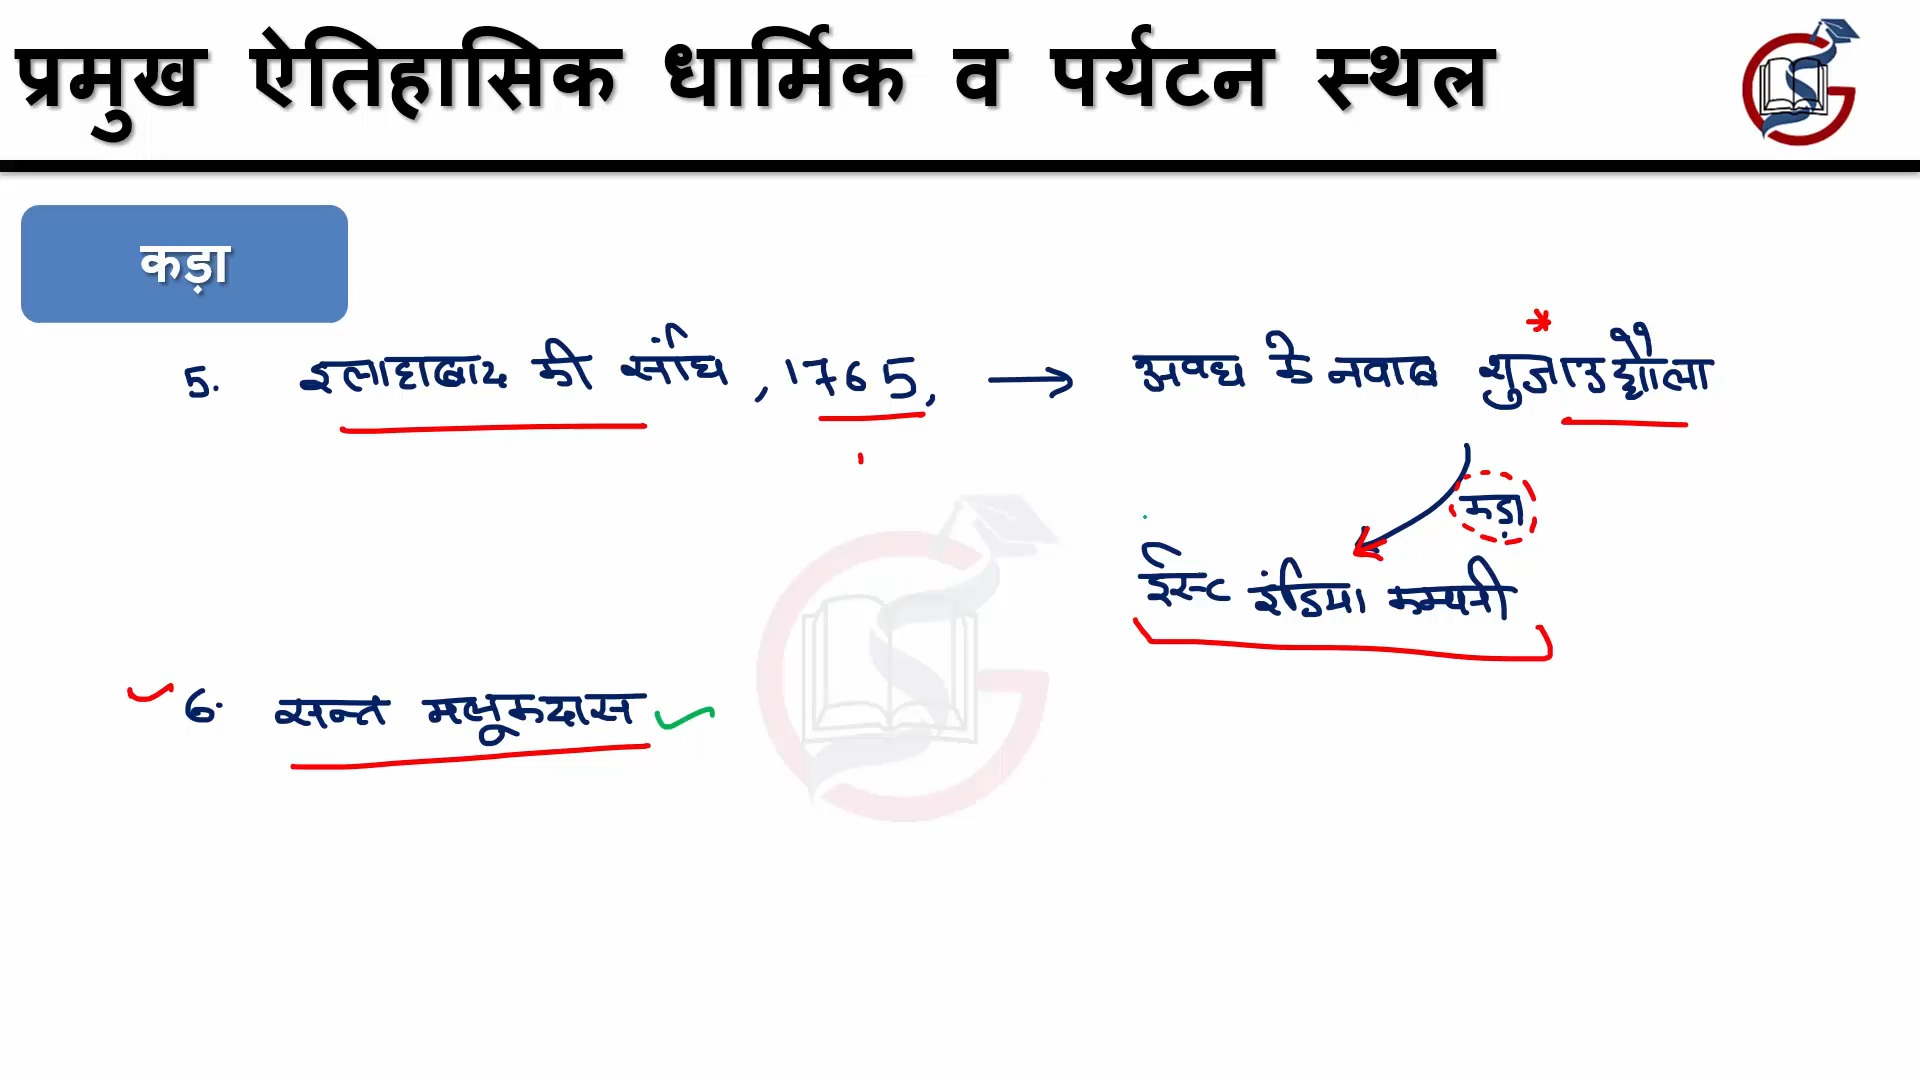 प्रमुख ऐतिहासिक धार्मिक व पर्यटन स्थल
कड़ा
5. इलाहाबाद की संधि, 1765, → अवध के नवाब शुजाउद्दौला
कड़ा
ईस्ट इंडिया कम्पनी
6. सन्त मलूकदास